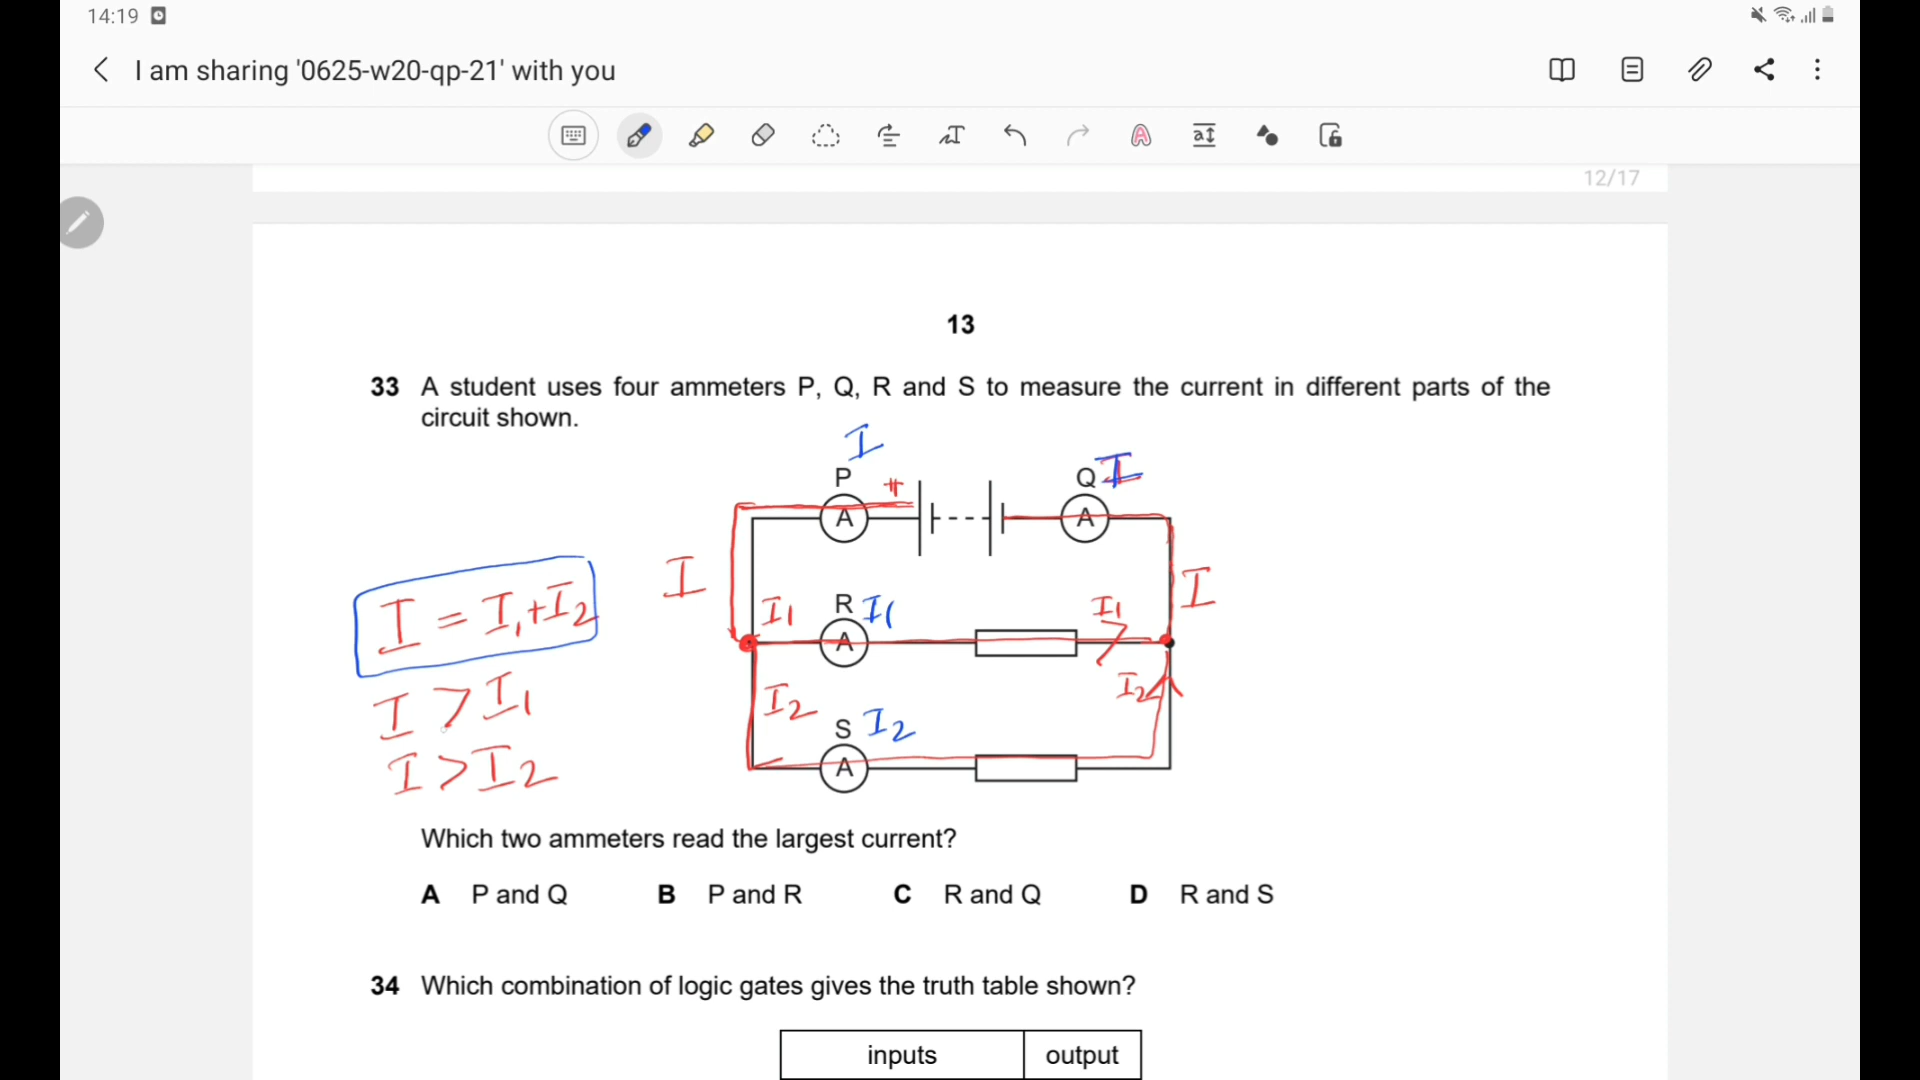 14:19
I am sharing '0625-w20-qp-21' with you
12/17
13
33 A student uses four ammeters P, Q, R and S to measure the current in different parts of the
circuit shown.
I
P
+
Q I
A
A
I = I1+I2
I
I
I1
R I1
I1
A
I > I1
I2
I2
S I2
I > I2
A
Which two ammeters read the largest current?
A P and Q B P and R C R and Q D R and S
34 Which combination of logic gates gives the truth table shown?
inputs output